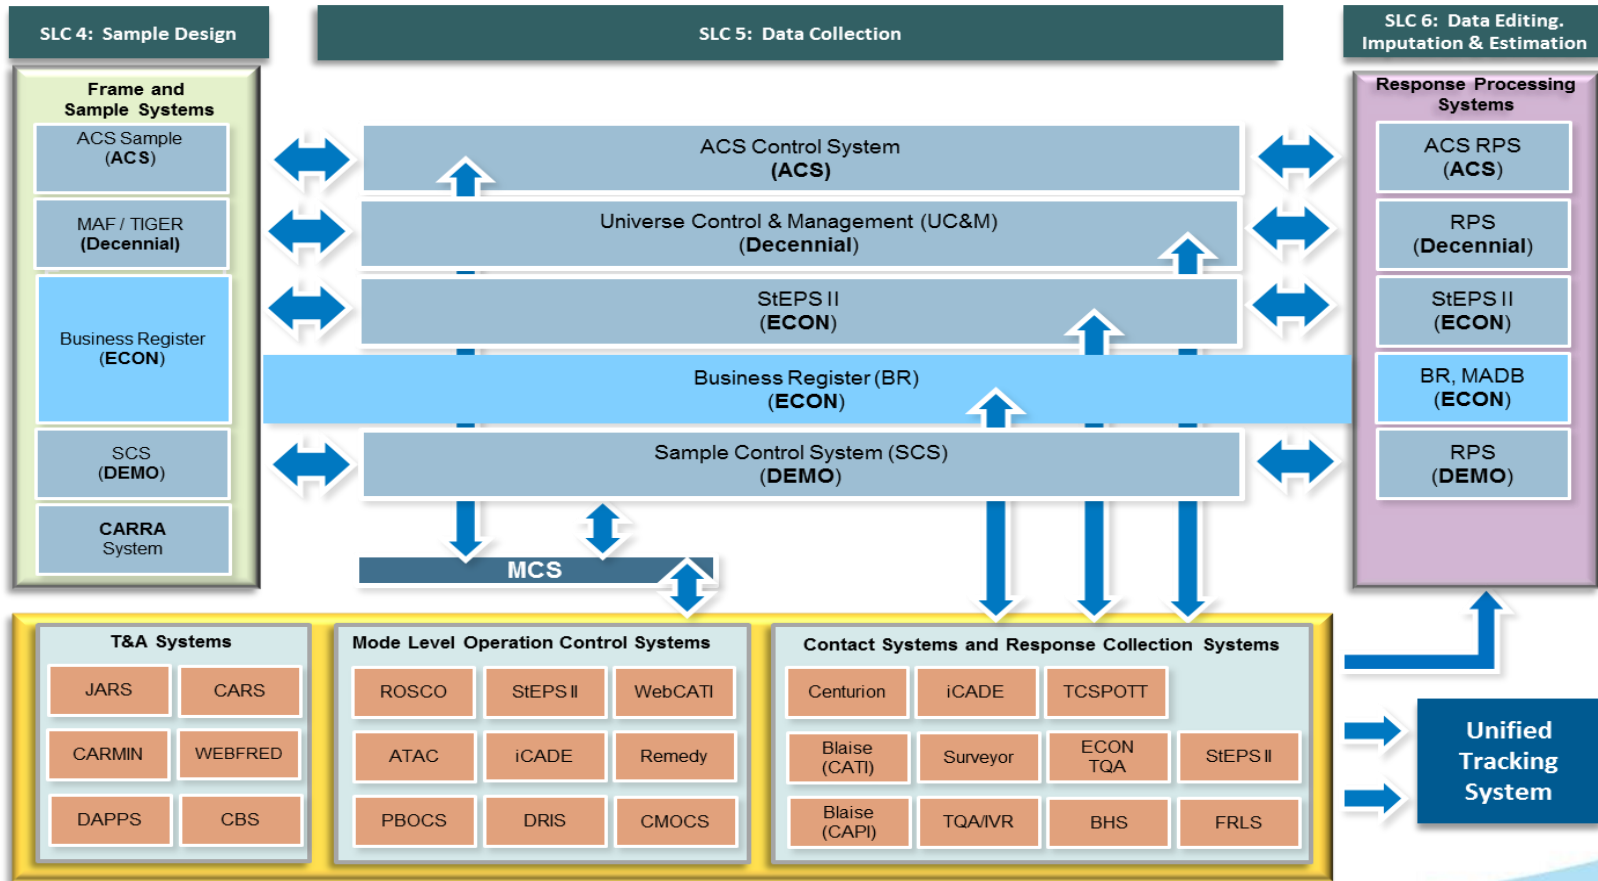 SLC 4: Sample Design
SLC 5: Data Collection
SLC 6: Data Editing.
Imputation & Estimation
Frame and
Sample Systems
ACS Sample
(ACS)
MAF / TIGER
(Decennial)
Business Register
(ECON)
SCS
(DEMO)
CARRA
System
ACS Control System
(ACS)
Universe Control & Management (UC&M)
(Decennial)
StEPS II
(ECON)
Business Register (BR)
(ECON)
Sample Control System (SCS)
(DEMO)
MCS
Response Processing
Systems
ACS RPS
(ACS)
RPS
(Decennial)
StEPS II
(ECON)
BR, MADB
(ECON)
RPS
(DEMO)
T&A Systems
JARS
CARS
CARMIN
WEBFRED
DAPPS
CBS
Mode Level Operation Control Systems
ROSCO
StEPS II
WebCATI
ATAC
iCADE
Remedy
PBOCS
DRIS
CMOCS
Contact Systems and Response Collection Systems
Centurion
iCADE
TCSPOTT
Blaise
(CATI)
Surveyor
ECON
TQA
StEPS II
Blaise
(CAPI)
TQA/IVR
BHS
FRLS
Unified
Tracking
System